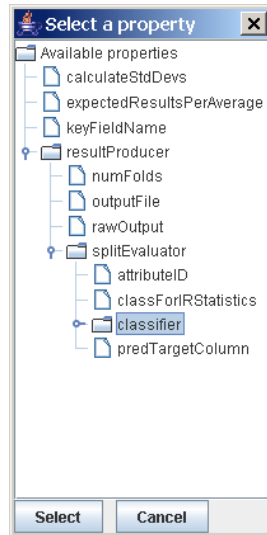 Select a property
Available properties
calculateStdDevs
expectedResultsPerAverage
keyFieldName
resultProducer
numFolds
outputFile
rawOutput
splitEvaluator
attributeID
classForIRStatistics
classifier
predTargetColumn
Select Cancel